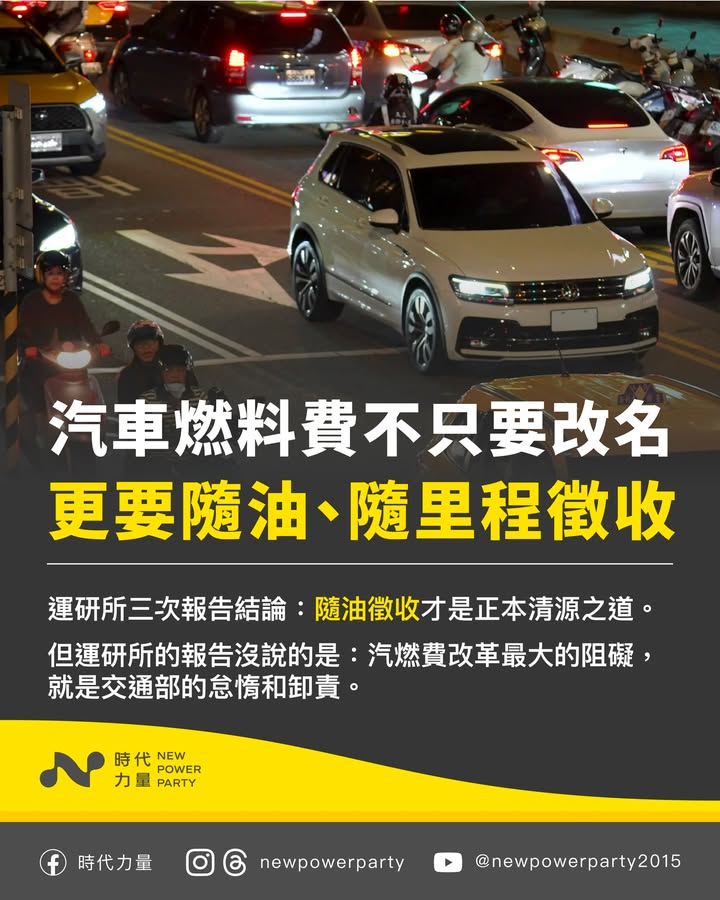 汽車燃料費不只要改名
更要隨油、隨里程徵收
運研所三次報告結論：隨油徵收才是正本清源之道。
但運研所的報告沒說的是：汽燃費改革最大的阻礙，
就是交通部的怠惰和卸責。
時代力量
NEW POWER PARTY
時代力量
newpowerparty
@newpowerparty2015